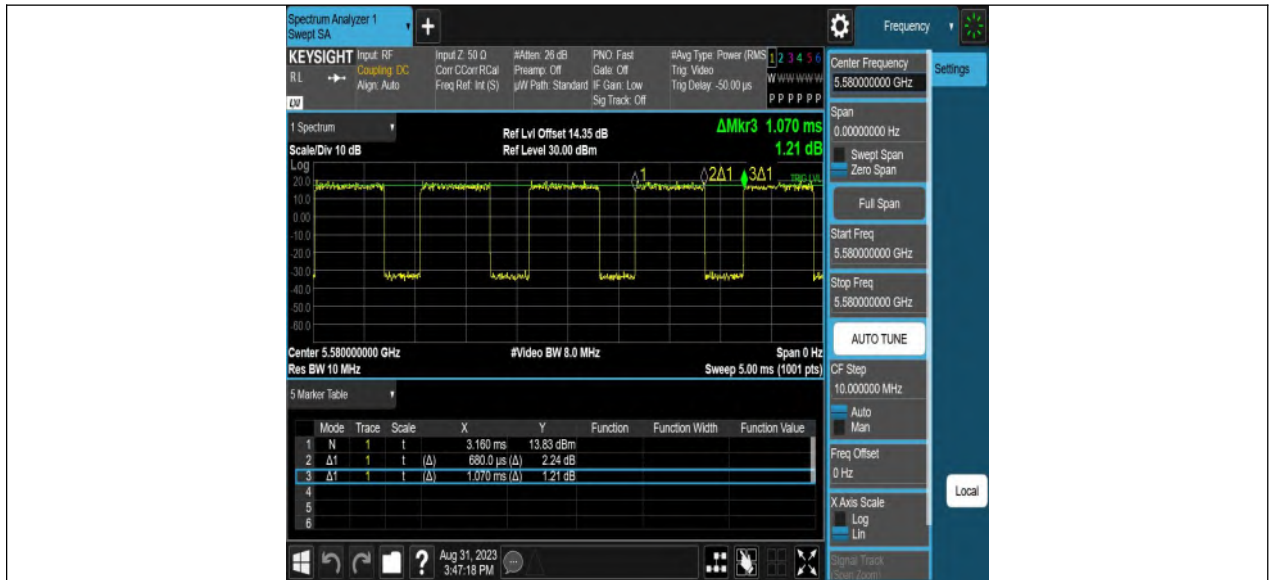 Spectrum Analyzer 1
Swept SA
+
Frequency
KEYSIGHT Input: RF Input Z: 50 Ω #Atten: 26 dB PNO: Fast #Avg Type: Power (RMS 1 2 3 4 5 6
RL Coupling: DC Corr CCorr RCal Preamp: Off Gate: Off Trig: Video W W W W W W
Align: Auto Freq Ref: Int (S) µW Path: Standard IF Gain: Low Trig Delay: -50.00 µs
Sig Track: Off P P P P P P
LXI
1 Spectrum
Ref Lvl Offset 14.35 dB ΔMkr3 1.070 ms
Scale/Div 10 dB Ref Level 30.00 dBm 1.21 dB
Log
1 2Δ1 3Δ1 TRIG LVL
20.0
10.0
0.00
-10.0
-20.0
-30.0
-40.0
-50.0
-60.0
Center 5.580000000 GHz #Video BW 8.0 MHz Span 0 Hz
Res BW 10 MHz Sweep 5.00 ms (1001 pts)
5 Marker Table
Mode Trace Scale X Y Function Function Width Function Value
1 N 1 t 3.160 ms 13.83 dBm
2 Δ1 1 t (Δ) 680.0 µs (Δ) 2.24 dB
3 Δ1 1 t (Δ) 1.070 ms (Δ) 1.21 dB
4
5
6
?
Aug 31, 2023
3:47:18 PM
Center Frequency
5.580000000 GHz
Settings
Span
0.00000000 Hz
Swept Span
Zero Span
Full Span
Start Freq
5.580000000 GHz
Stop Freq
5.580000000 GHz
AUTO TUNE
CF Step
10.000000 MHz
Auto
Man
Freq Offset
0 Hz
X Axis Scale
Log
Lin
Signal Track
(Span Zoom)
Local